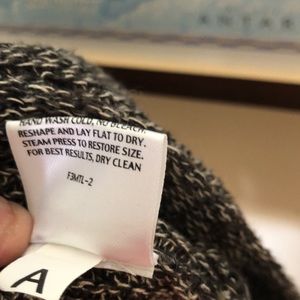 ANTAR
HAND WASH COLD, NO BLEACH.
RESHAPE AND LAY FLAT TO DRY.
STEAM PRESS TO RESTORE SIZE.
FOR BEST RESULTS, DRY CLEAN
F3MTL-2
A